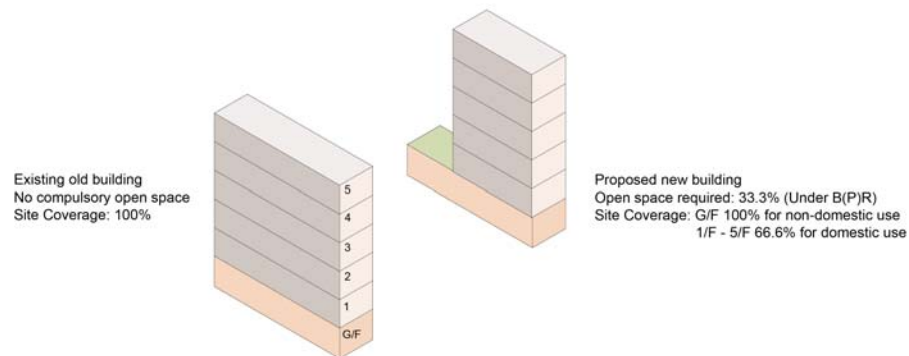 Existing old building
No compulsory open space
Site Coverage: 100%
5
4
3
2
1
G/F
Proposed new building
Open space required: 33.3% (Under B(P)R)
Site Coverage: G/F 100% for non-domestic use
1/F - 5/F 66.6% for domestic use